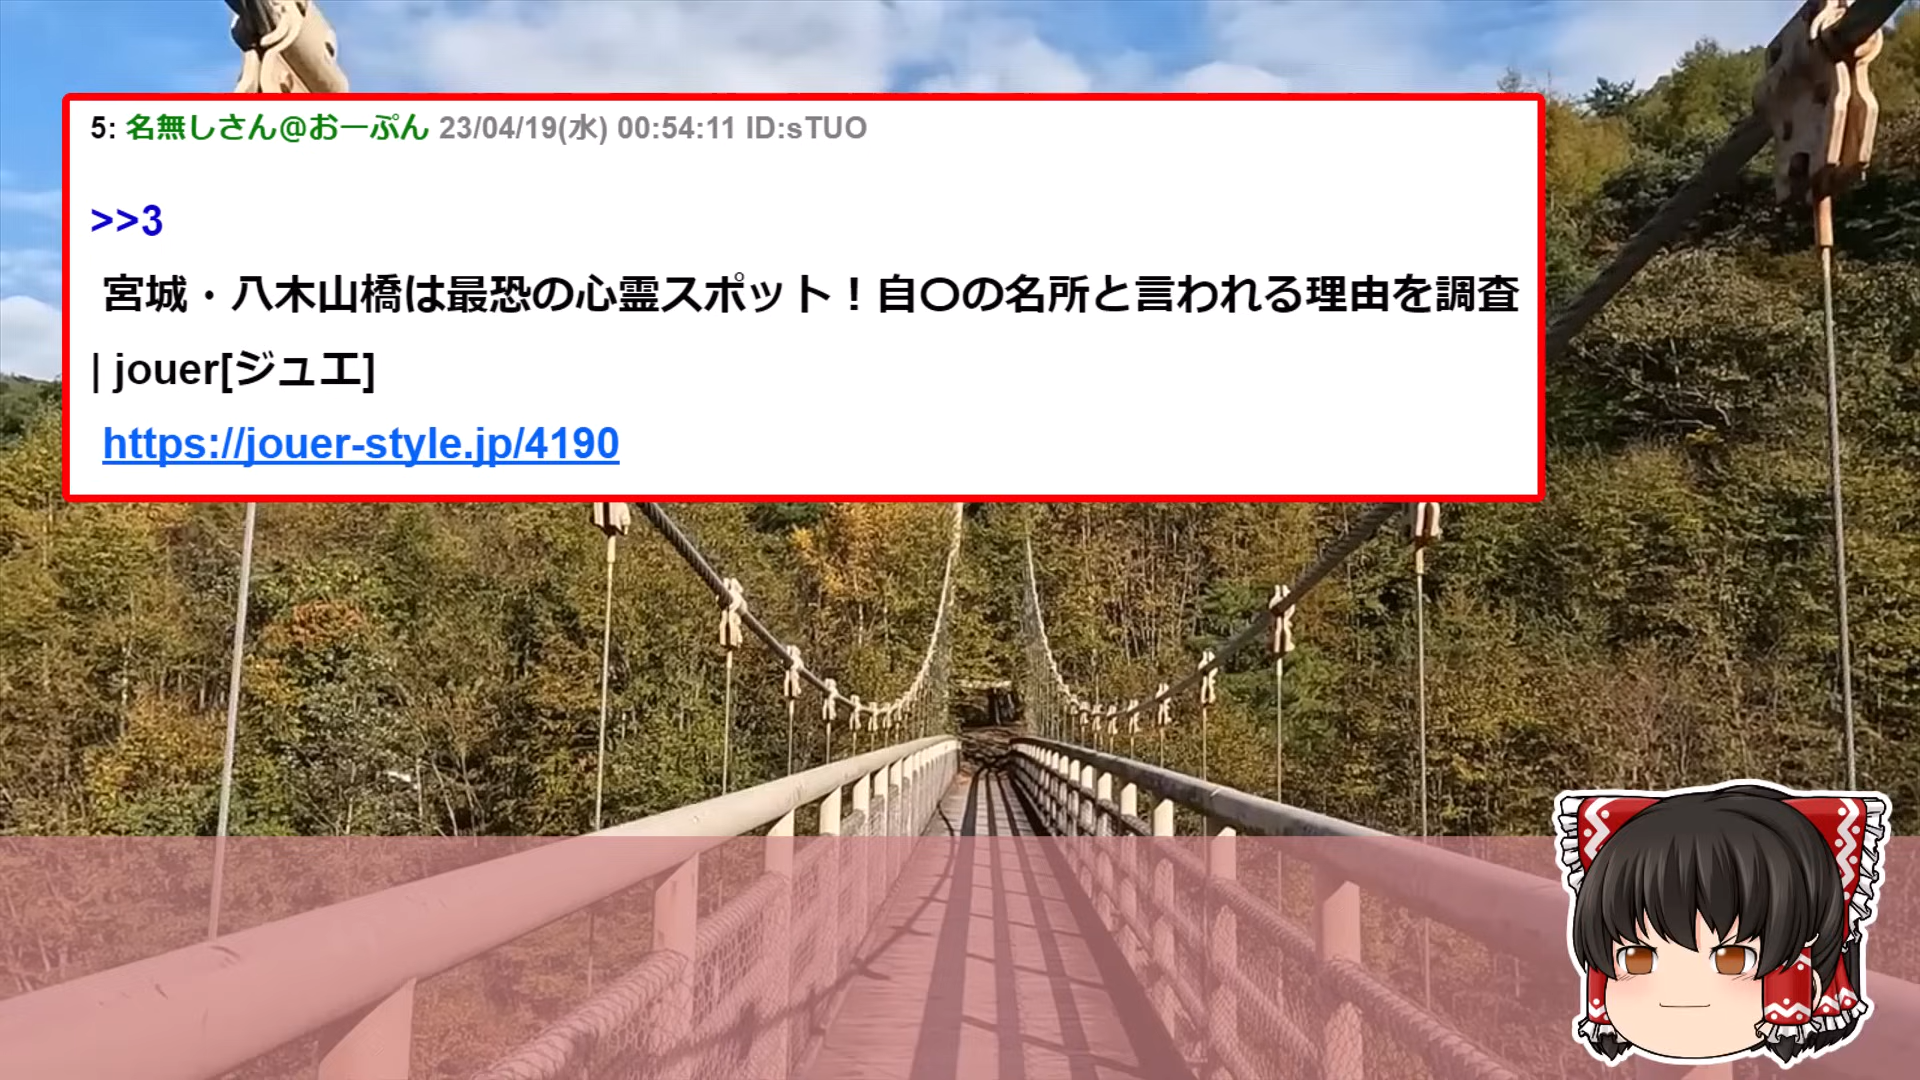 5: 名無しさん@おーぷん 23/04/19(水) 00:54:11 ID:sTUO
>>3
宮城・八木山橋は最恐の心霊スポット！自〇の名所と言われる理由を調査
| jouer[ジュエ]
https://jouer-style.jp/4190